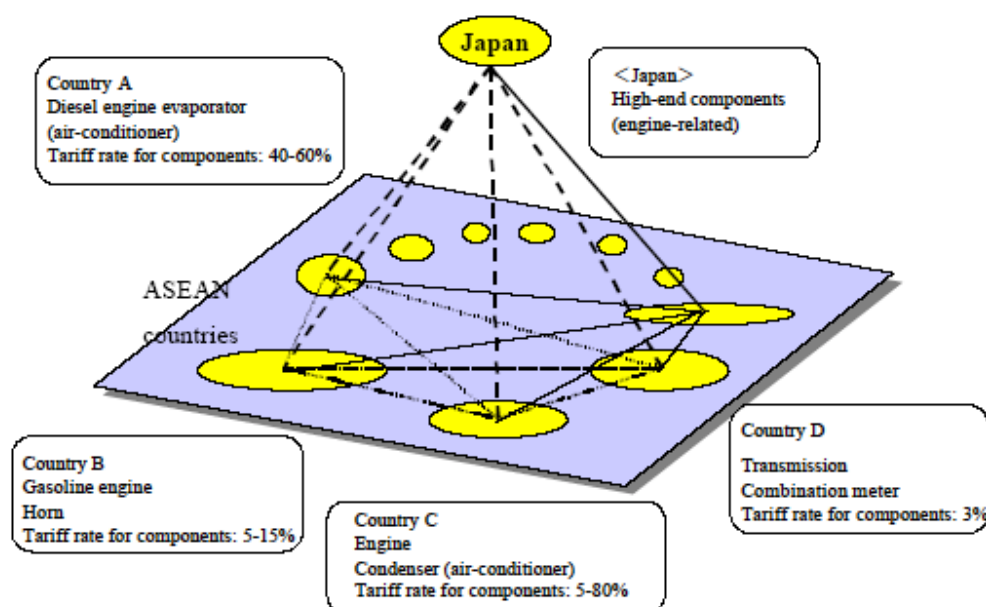 Japan
Country A
Diesel engine evaporator
(air-conditioner)
Tariff rate for components: 40-60%
<Japan>
High-end components
(engine-related)
ASEAN
countries
Country B
Gasoline engine
Horn
Tariff rate for components: 5-15%
Country C
Engine
Condenser (air-conditioner)
Tariff rate for components: 5-80%
Country D
Transmission
Combination meter
Tariff rate for components: 3%